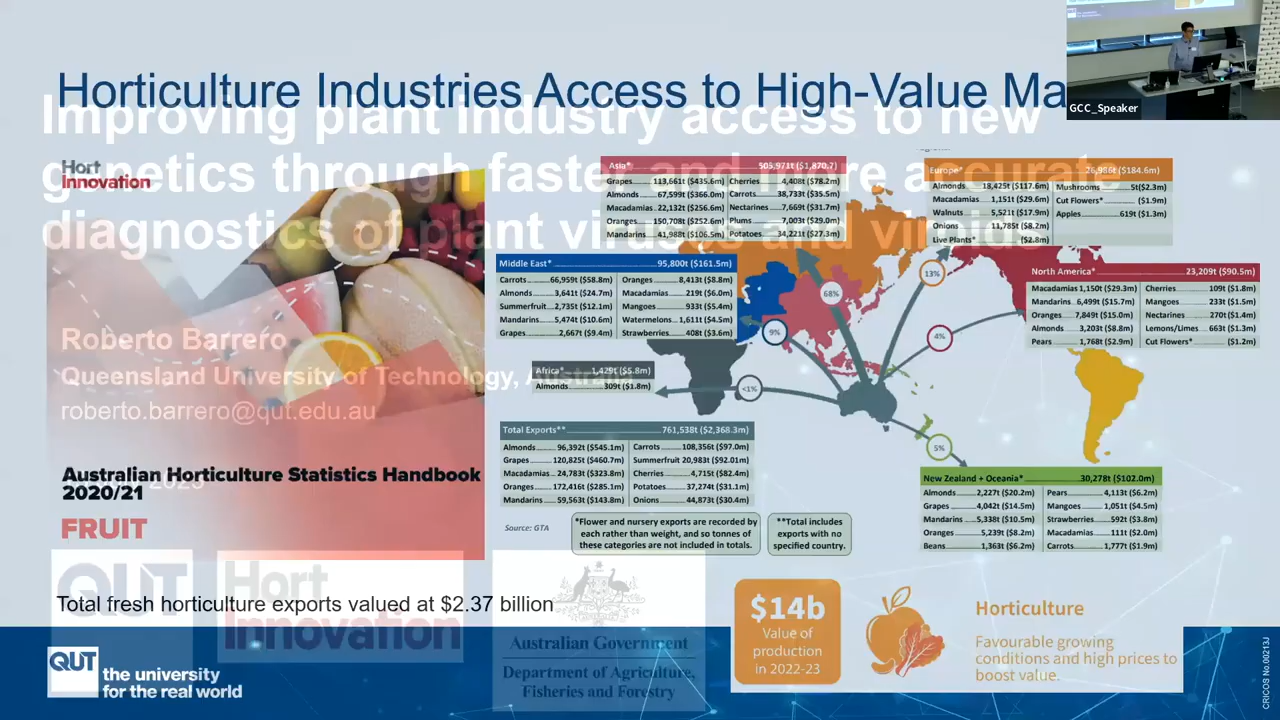 Horticulture Industries Access to High-Value Ma
GCC_Speaker
Improving plant industry access to new
genetics through faster and more accurate
diagnostics of plant viruses and viroids
Roberto Barrero
Queensland University of Technology, Australia
roberto.barrero@qut.edu.au
2023
Hort
Innovation
Australian Horticulture Statistics Handbook
2020/21
FRUIT
Asia* 505,971t ($1,870.7)
Grapes 113,661t ($435.6m) Cherries 4,408t ($78.2m)
Almonds 67,599t ($366.0m) Carrots 38,733t ($35.5m)
Macadamias 22,132t ($256.6m) Nectarines 7,669t ($31.7m)
Oranges 150,708t ($252.6m) Plums 7,003t ($29.0m)
Mandarins 41,988t ($106.5m) Potatoes 34,221t ($27.3m)
Europe* 26,986t ($184.6m)
Almonds 18,425t ($117.6m) Mushrooms 5t($2.3m)
Macadamias 1,151t ($29.6m) Cut Flowers* ($1.9m)
Walnuts 5,521t ($17.9m) Apples 619t ($1.3m)
Onions 11,785t ($8.2m)
Live Plants* ($2.8m)
Middle East* 95,800t ($161.5m)
Carrots 66,959t ($58.8m) Oranges 8,413t ($8.8m)
Almonds 3,641t ($24.7m) Macadamias 219t ($6.0m)
Summerfruit 2,735t ($12.1m) Mangoes 933t ($5.4m)
Mandarins 5,474t ($10.6m) Watermelons 1,611t ($4.5m)
Grapes 2,667t ($9.4m) Strawberries 408t ($3.6m)
North America* 23,209t ($90.5m)
Macadamias 1,150t ($29.3m) Cherries 109t ($1.8m)
Mandarins 6,499t ($15.7m) Mangoes 233t ($1.5m)
Oranges 7,849t ($15.0m) Nectarines 270t ($1.4m)
Almonds 3,203t ($8.8m) Lemons/Limes 663t ($1.3m)
Pears 1,768t ($2.9m) Cut Flowers* ($1.2m)
68%
13%
9%
4%
<1%
5%
Africa* 1,429t ($5.8m)
Almonds 309t ($1.8m)
Total Exports** 761,538t ($2,368.3m)
Almonds 96,392t ($545.1m) Carrots 108,356t ($97.0m)
Grapes 120,825t ($460.7m) Summerfruit 20,983t ($92.01m)
Macadamias 24,783t ($323.8m) Cherries 4,715t ($82.4m)
Oranges 172,416t ($285.1m) Potatoes 37,274t ($31.1m)
Mandarins 59,563t ($143.8m) Onions 44,873t ($30.4m)
New Zealand + Oceania* 30,278t ($102.0m)
Almonds 2,227t ($20.2m) Pears 4,113t ($6.2m)
Grapes 4,042t ($14.5m) Mangoes 1,051t ($4.5m)
Mandarins 5,338t ($10.5m) Strawberries 592t ($3.8m)
Oranges 5,239t ($8.2m) Macadamias 111t ($2.0m)
Beans 1,363t ($6.2m) Carrots 1,777t ($1.9m)
Source: GTA
*Flower and nursery exports are recorded by
each rather than weight, and so tonnes of
these categories are not included in totals.
**Total includes
exports with no
specified country.
Total fresh horticulture exports valued at $2.37 billion
QUT
Hort
Innovation
Australian Government
Department of Agriculture,
Fisheries and Forestry
$14b
Value of
production
in 2022-23
Horticulture
Favourable growing
conditions and high prices to
boost value.
QUT
the university
for the real world
CRICOS No.00213J